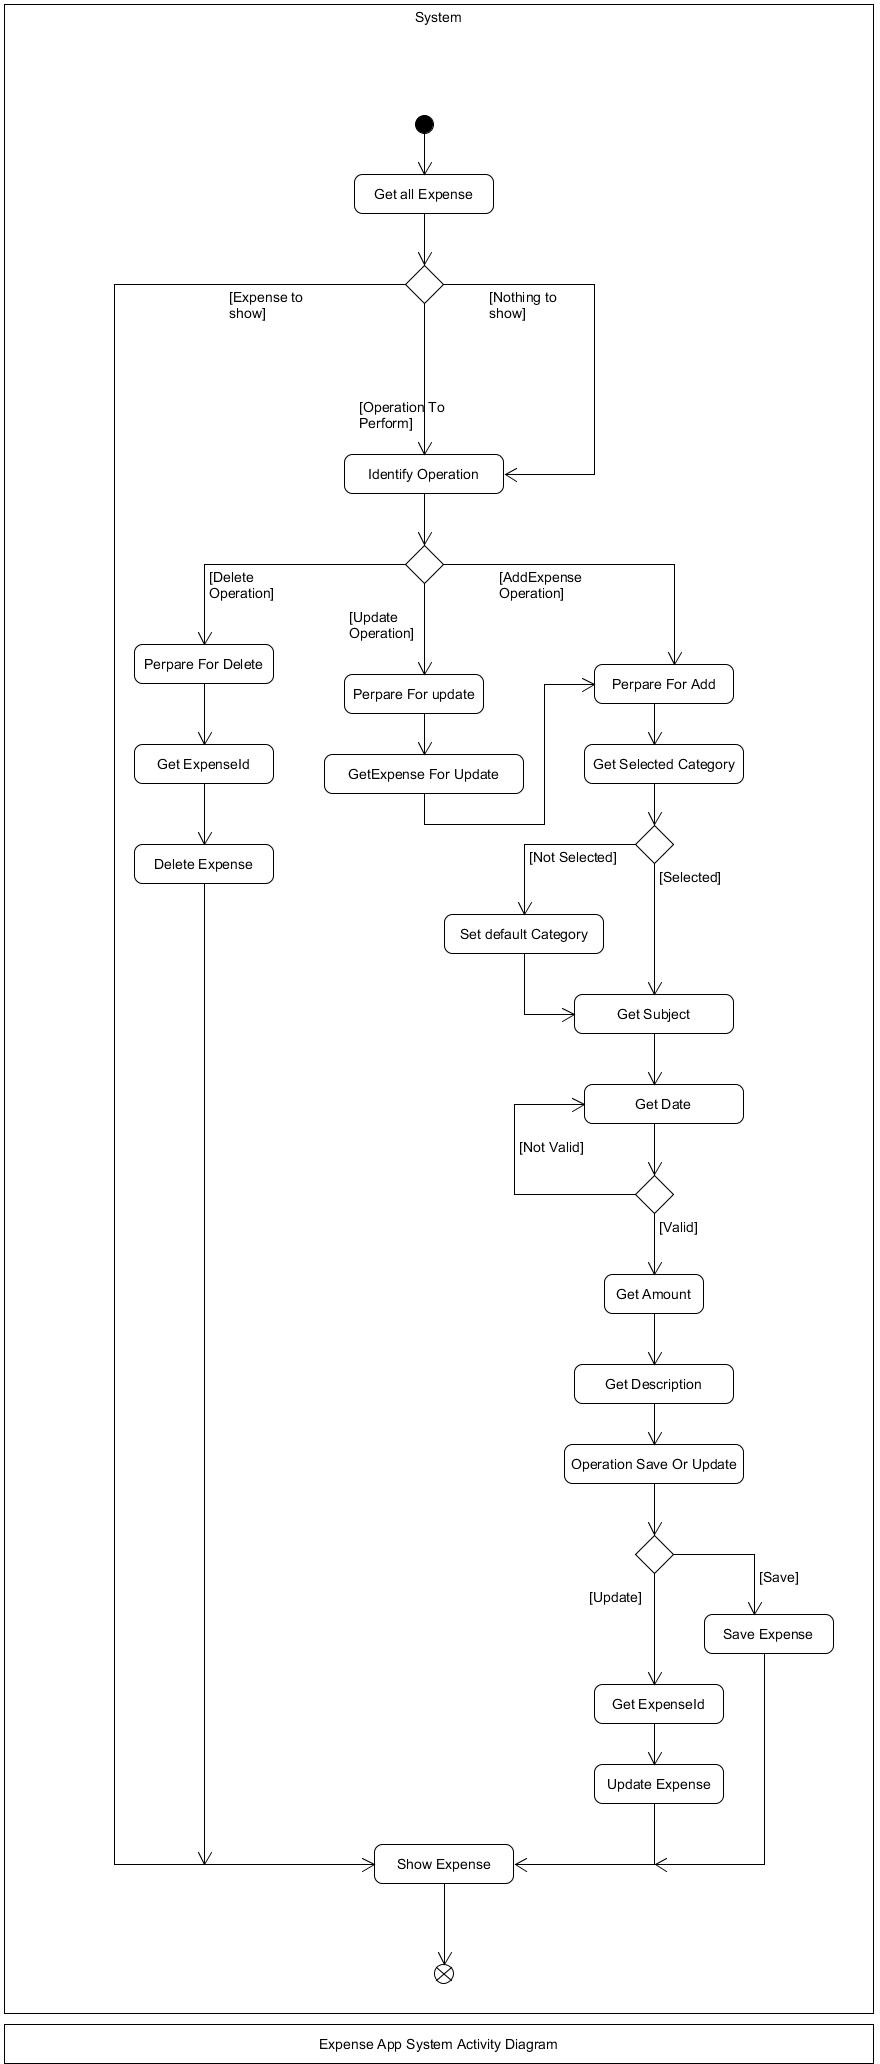 System
Get all Expense
[Expense to
show]
[Nothing to
show]
[Operation To
Perform]
Identify Operation
[Delete
Operation]
[Update
Operation]
[AddExpense
Operation]
Perpare For Delete
Perpare For update
Perpare For Add
Get ExpenseId
GetExpense For Update
Get Selected Category
Delete Expense
[Not Selected]
[Selected]
Set default Category
Get Subject
Get Date
[Not Valid]
[Valid]
Get Amount
Get Description
Operation Save Or Update
[Save]
[Update]
Save Expense
Get ExpenseId
Update Expense
Show Expense
Expense App System Activity Diagram